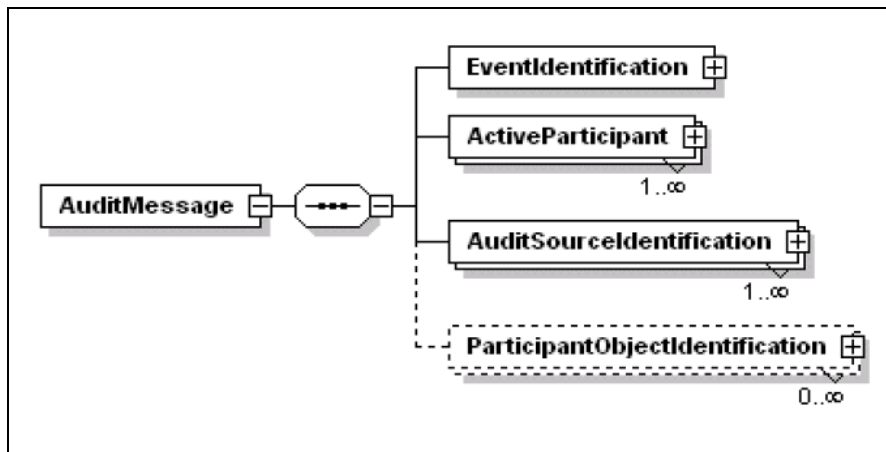 EventIdentification
ActiveParticipant
1..∞
AuditMessage
AuditSourceIdentification
1..∞
ParticipantObjectIdentification
0..∞